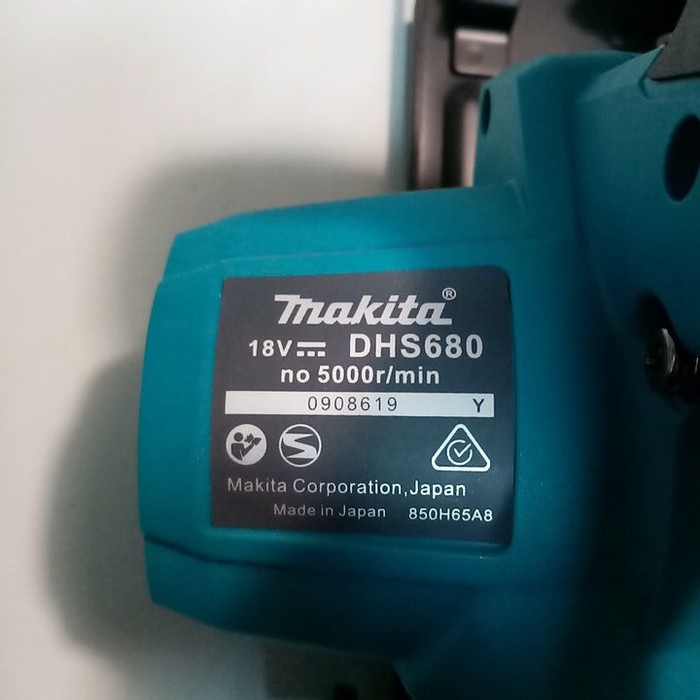 makita®
18V DHS680
no 5000r/min
0908619 Y
Makita Corporation,Japan
Made in Japan 850H65A8